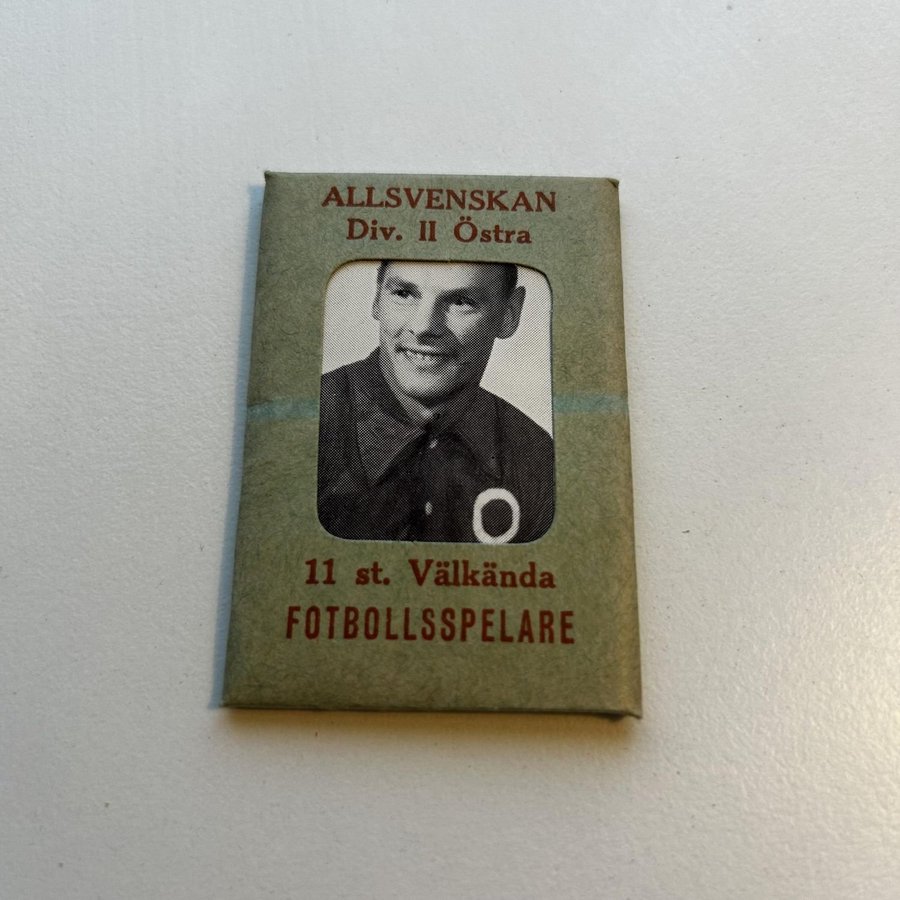 ALLSVENSKAN
Div. II Östra
11 st. Välkända
FOTBOLLSSPELARE